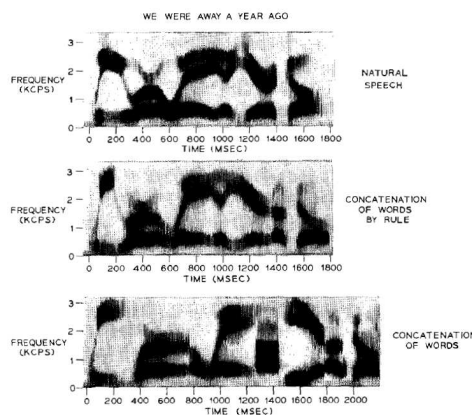 WE WERE AWAY A YEAR AGO
3
FREQUENCY 2
(KCPS) 1
0
NATURAL
SPEECH
0 200 400 600 800 1000 1200 1400 1600 1800
TIME (MSEC)
3
FREQUENCY 2
(KCPS) 1
0
CONCATENATION
OF WORDS
BY RULE
0 200 400 600 800 1000 1200 1400 1600 1800
TIME (MSEC)
3
FREQUENCY 2
(KCPS) 1
0
CONCATENATION
OF WORDS
0 200 400 600 800 1000 1200 1400 1600 1800 2000
TIME (MSEC)